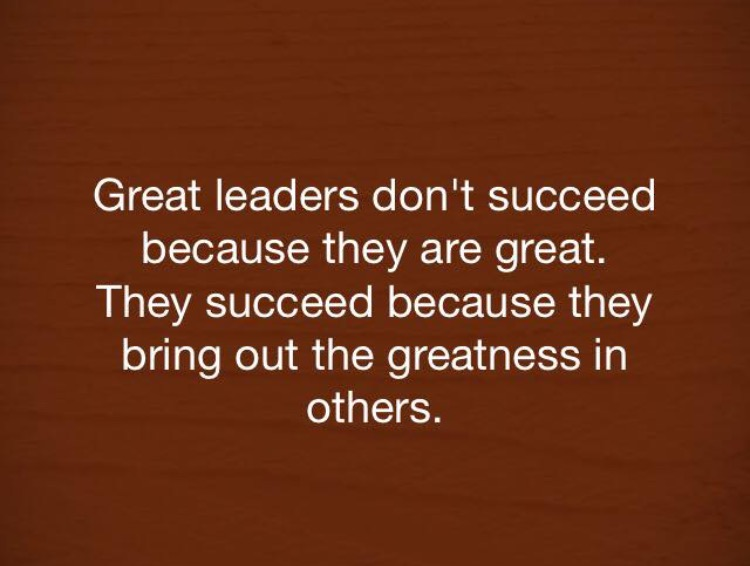 Great leaders don't succeed
because they are great.
They succeed because they
bring out the greatness in
others.